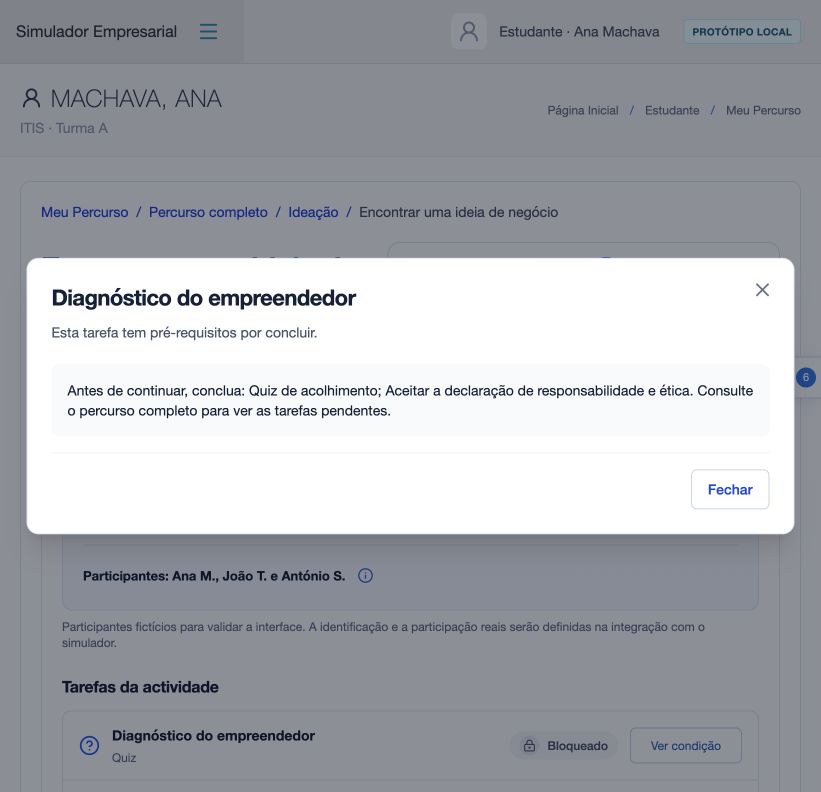 Simulador Empresarial
Estudante · Ana Machava
PROTÓTIPO LOCAL
MACHAVA, ANA
ITIS · Turma A
Página Inicial / Estudante / Meu Percurso
Meu Percurso / Percurso completo / Ideação / Encontrar uma ideia de negócio
Diagnóstico do empreendedor
Esta tarefa tem pré-requisitos por concluir.
6
Antes de continuar, conclua: Quiz de acolhimento; Aceitar a declaração de responsabilidade e ética. Consulte
o percurso completo para ver as tarefas pendentes.
Fechar
Participantes: Ana M., João T. e António S.
Participantes fictícios para validar a interface. A identificação e a participação reais serão definidas na integração com o
simulador.
Tarefas da actividade
Diagnóstico do empreendedor
Quiz
Bloqueado
Ver condição